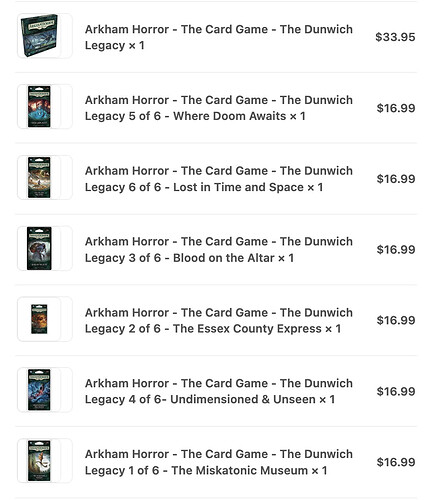 Arkham Horror - The Card Game - The Dunwich
Legacy × 1
$33.95
Arkham Horror - The Card Game - The Dunwich
Legacy 5 of 6 - Where Doom Awaits × 1
$16.99
Arkham Horror - The Card Game - The Dunwich
Legacy 6 of 6 - Lost in Time and Space × 1
$16.99
Arkham Horror - The Card Game - The Dunwich
Legacy 3 of 6 - Blood on the Altar × 1
$16.99
Arkham Horror - The Card Game - The Dunwich
Legacy 2 of 6 - The Essex County Express × 1
$16.99
Arkham Horror - The Card Game - The Dunwich
Legacy 4 of 6- Undimensioned & Unseen × 1
$16.99
Arkham Horror - The Card Game - The Dunwich
Legacy 1 of 6 - The Miskatonic Museum × 1
$16.99